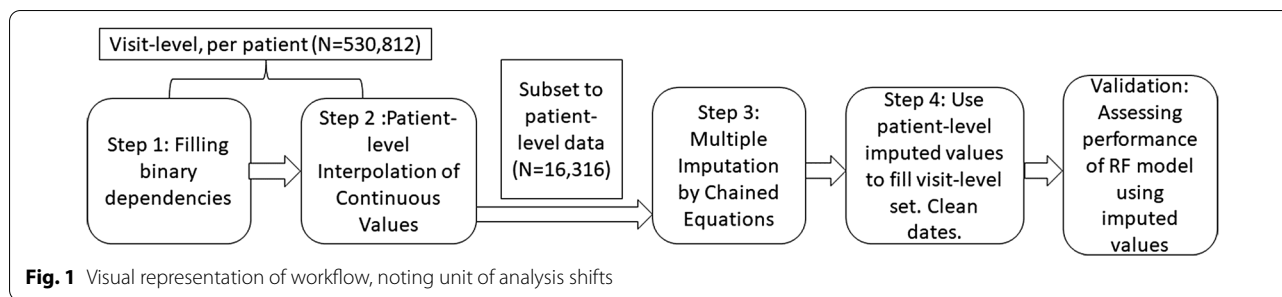 Visit-level, per patient (N=530,812)
Step 1: Filling
binary
dependencies
Step 2 :Patient-
level
Interpolation of
Continuous
Values
Subset to
patient-
level data
(N=16,316)
Step 3:
Multiple
Imputation
by Chained
Equations
Step 4: Use
patient-level
imputed values
to fill visit-level
set. Clean
dates.
Validation:
Assessing
performance
of RF model
using
imputed
values
Fig. 1 Visual representation of workflow, noting unit of analysis shifts